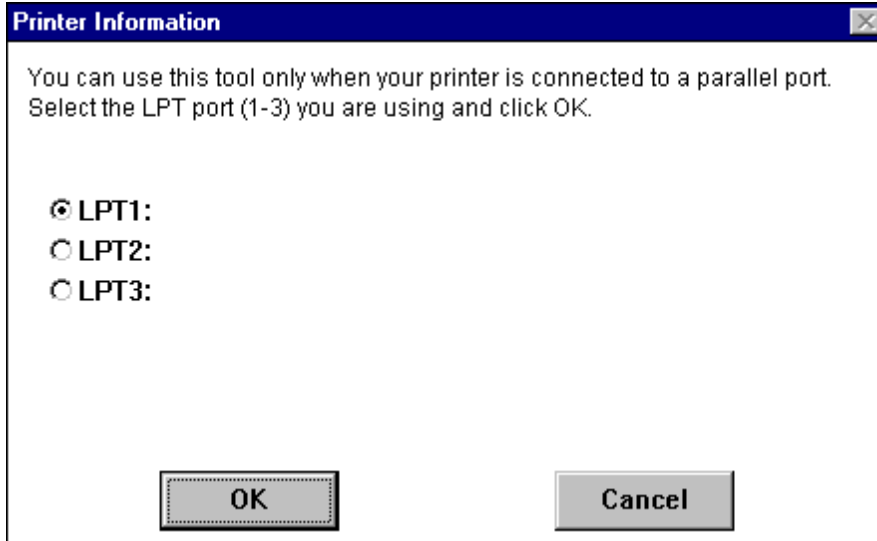 Printer Information
You can use this tool only when your printer is connected to a parallel port.
Select the LPT port (1-3) you are using and click OK.
LPT1:
LPT2:
LPT3:
OK Cancel